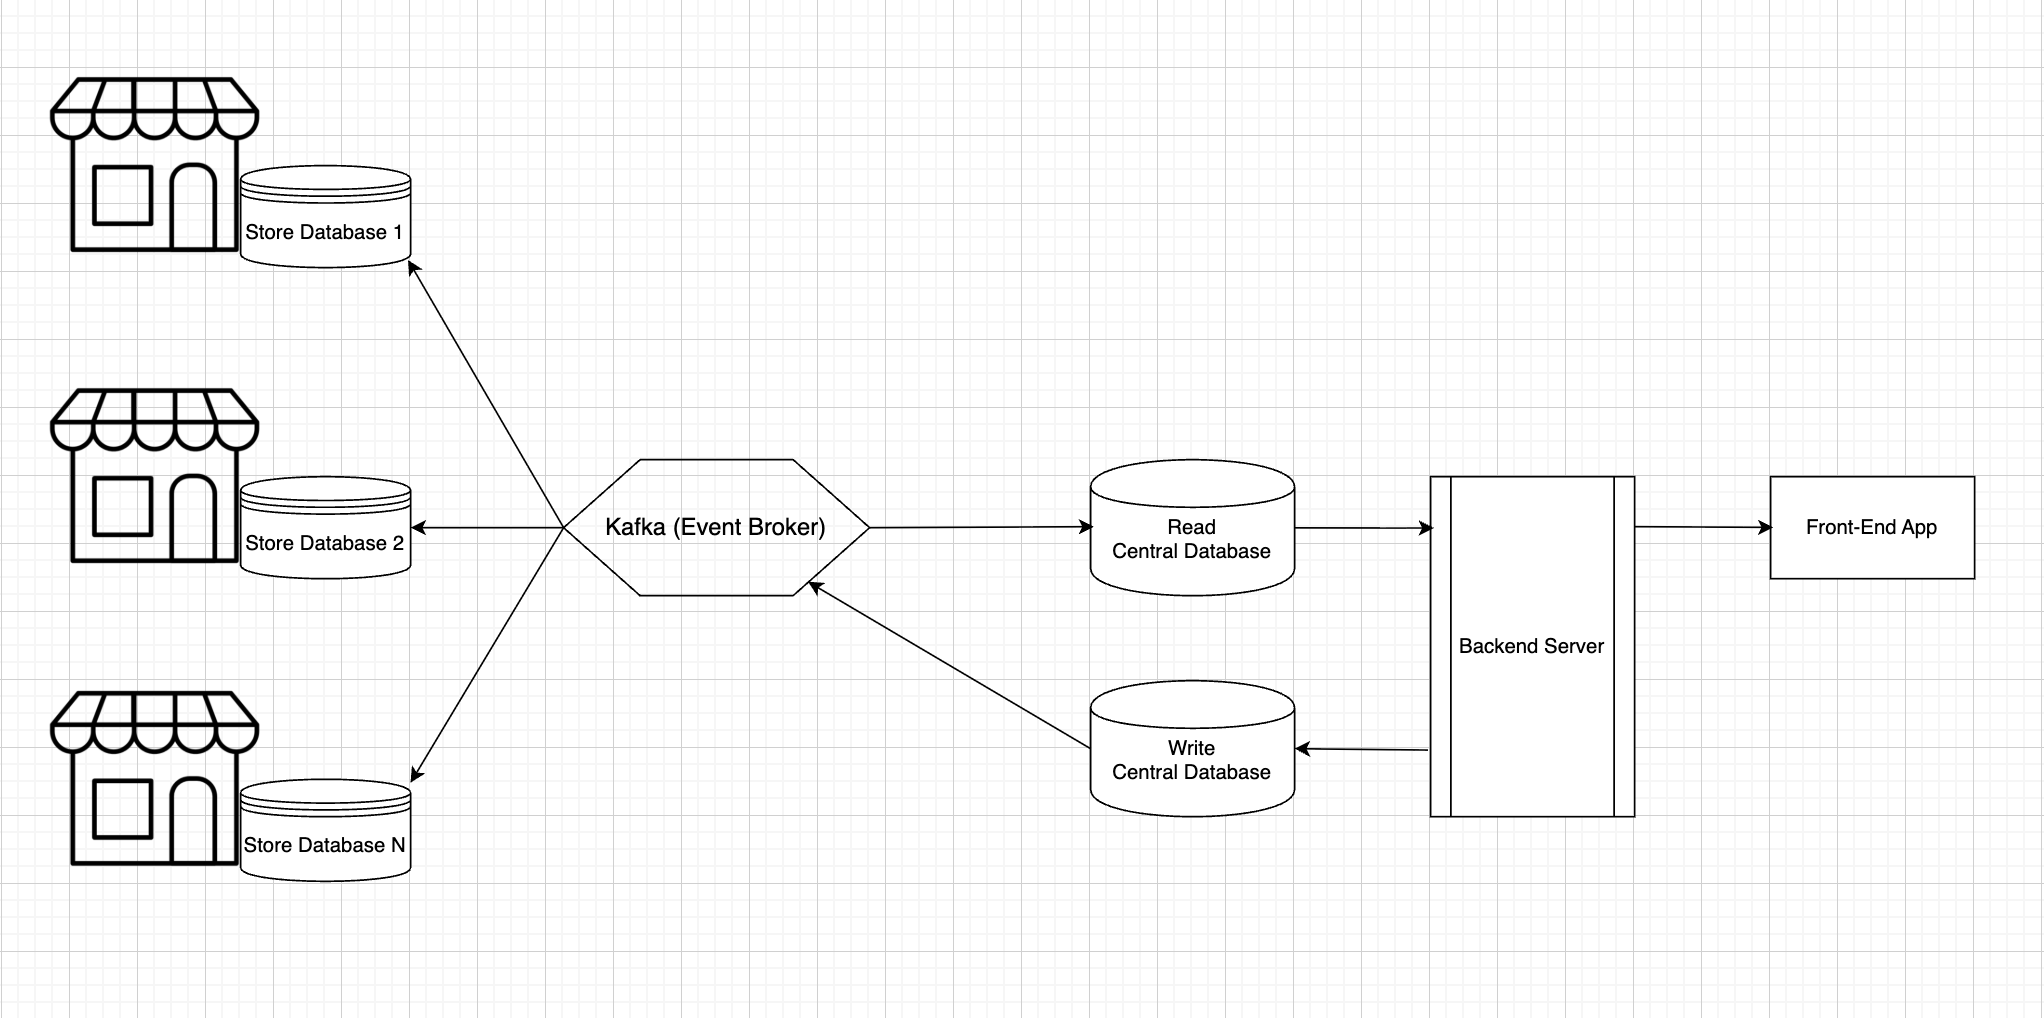 Store Database 1
Store Database 2
Store Database N
Kafka (Event Broker)
Read
Central Database
Write
Central Database
Backend Server
Front-End App